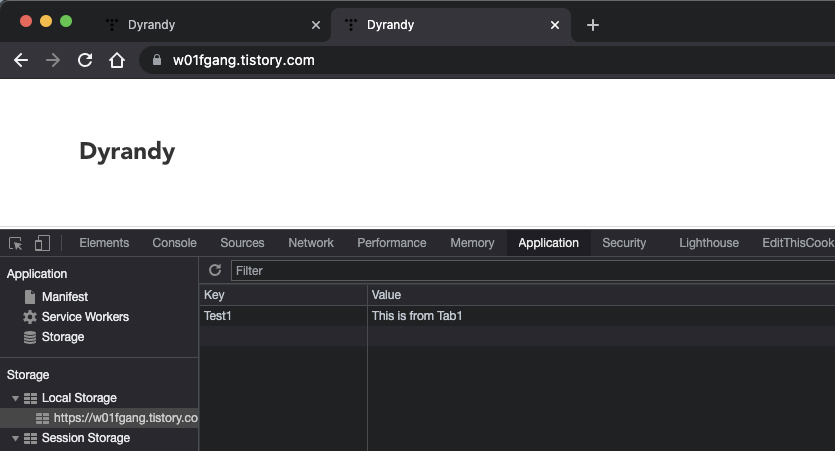 Dyrandy Dyrandy
w01fgang.tistory.com
Dyrandy
Elements Console Sources Network Performance Memory Application Security Lighthouse EditThisCook
Application Filter
Key Value
Manifest Test1 This is from Tab1
Service Workers
Storage
Storage
Local Storage
https://w01fgang.tistory.co
Session Storage